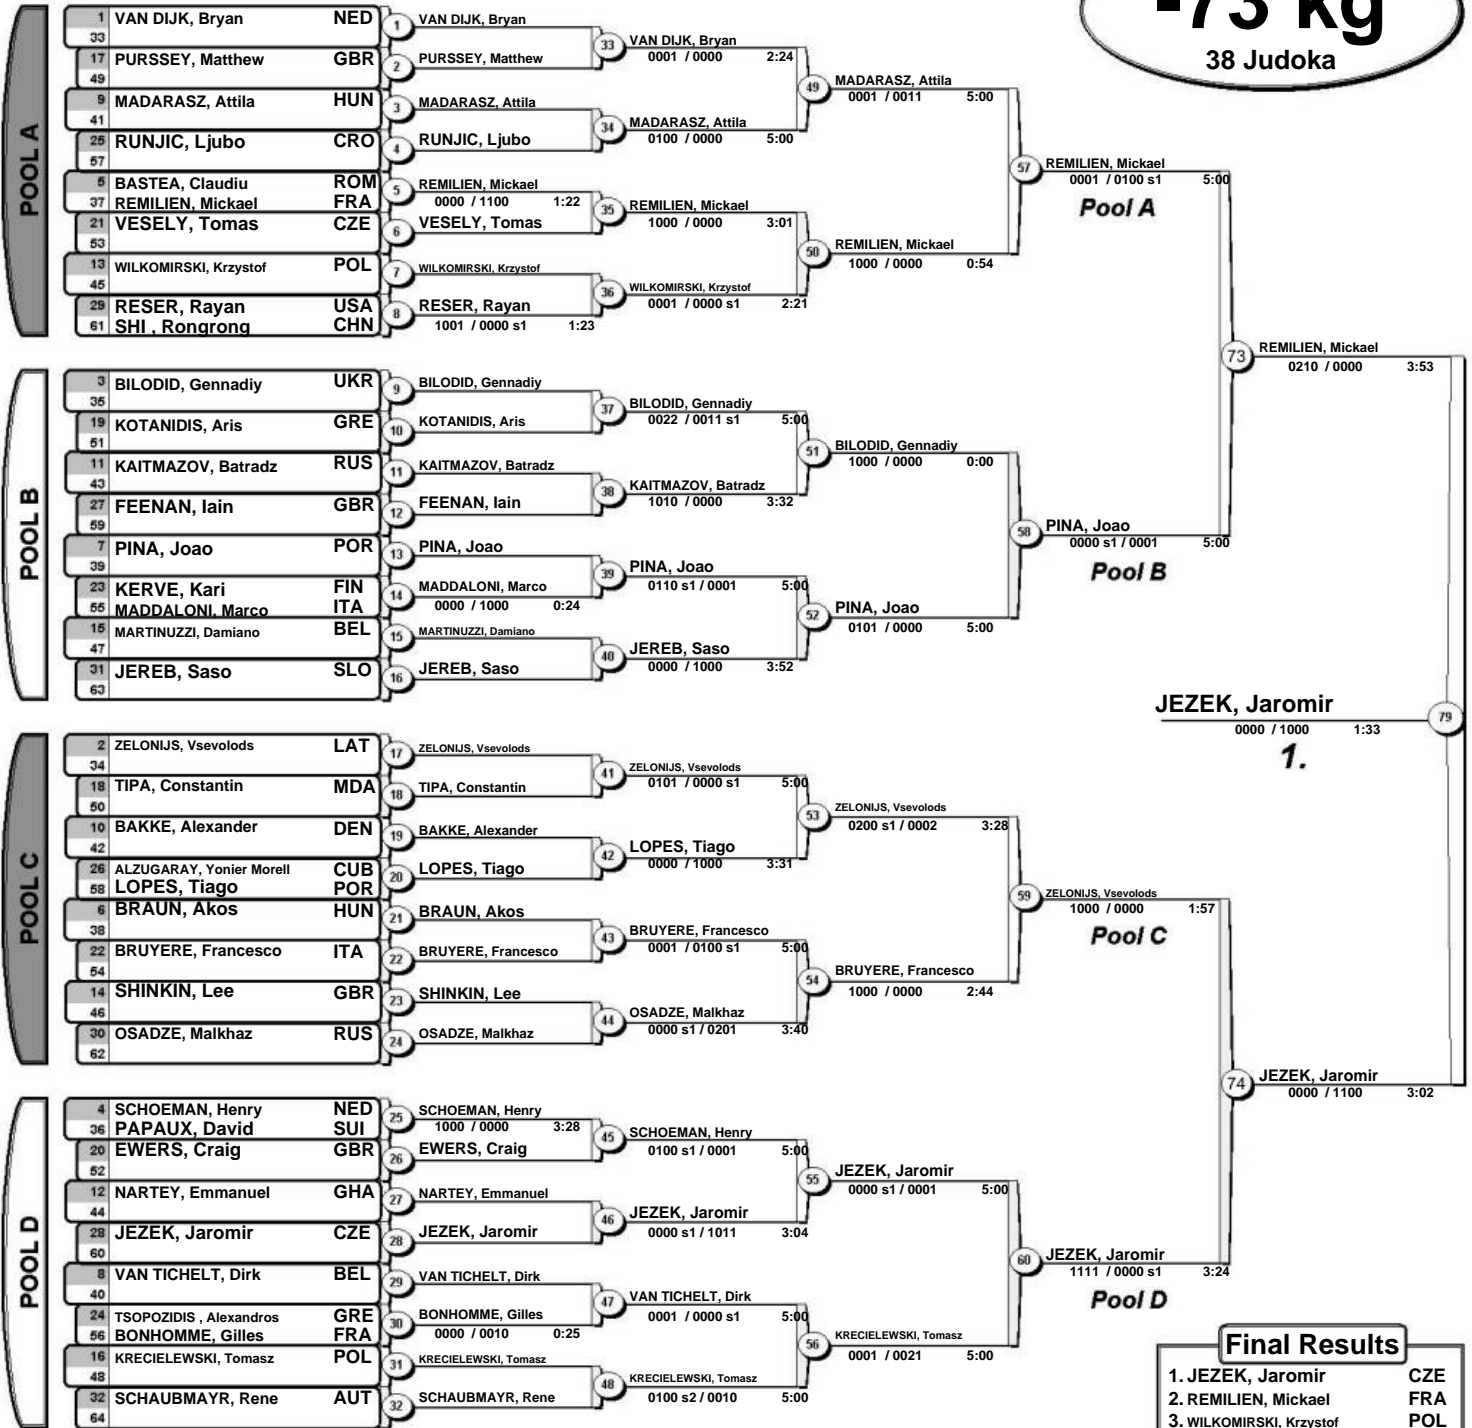 -73 kg
38 Judoka
POOL A
1 VAN DIJK, Bryan NED
33
17 PURSSEY, Matthew GBR
49
9 MADARASZ, Attila HUN
41
25 RUNJIC, Ljubo CRO
57
5 BASTEA, Claudiu ROM
37 REMILIEN, Mickael FRA
21 VESELY, Tomas CZE
53
13 WILKOMIRSKI, Krzystof POL
45
29 RESER, Rayan USA
61 SHI , Rongrong CHN
1 VAN DIJK, Bryan
2 PURSSEY, Matthew
3 MADARASZ, Attila
4 RUNJIC, Ljubo
5 REMILIEN, Mickael
0000 / 1100 1:22
6 VESELY, Tomas
7 WILKOMIRSKI, Krzystof
8 RESER, Rayan
1001 / 0000 s1 1:23
33 VAN DIJK, Bryan
0001 / 0000 2:24
34 MADARASZ, Attila
0100 / 0000 5:00
35 REMILIEN, Mickael
1000 / 0000 3:01
36 WILKOMIRSKI, Krzystof
0001 / 0000 s1 2:21
49 MADARASZ, Attila
0001 / 0011 5:00
50 REMILIEN, Mickael
1000 / 0000 0:54
57 REMILIEN, Mickael
0001 / 0100 s1 5:00
Pool A
POOL B
3 BILODID, Gennadiy UKR
35
19 KOTANIDIS, Aris GRE
51
11 KAITMAZOV, Batradz RUS
43
27 FEENAN, Iain GBR
59
7 PINA, Joao POR
39
23 KERVE, Kari FIN
55 MADDALONI, Marco ITA
15 MARTINUZZI, Damiano BEL
47
31 JEREB, Saso SLO
63
9 BILODID, Gennadiy
10 KOTANIDIS, Aris
11 KAITMAZOV, Batradz
12 FEENAN, Iain
13 PINA, Joao
14 MADDALONI, Marco
0000 / 1000 0:24
15 MARTINUZZI, Damiano
16 JEREB, Saso
37 BILODID, Gennadiy
0022 / 0011 s1 5:00
38 KAITMAZOV, Batradz
1010 / 0000 3:32
39 PINA, Joao
0110 s1 / 0001 5:00
40 JEREB, Saso
0000 / 1000 3:52
51 BILODID, Gennadiy
1000 / 0000 0:00
52 PINA, Joao
0101 / 0000 5:00
58 PINA, Joao
0000 s1 / 0001 5:00
Pool B
73 REMILIEN, Mickael
0210 / 0000 3:53
JEZEK, Jaromir 79
0000 / 1000 1:33
1.
POOL C
2 ZELONIJS, Vsevolods LAT
34
18 TIPA, Constantin MDA
50
10 BAKKE, Alexander DEN
42
26 ALZUGARAY, Yonier Morell CUB
58 LOPES, Tiago POR
6 BRAUN, Akos HUN
38
22 BRUYERE, Francesco ITA
54
14 SHINKIN, Lee GBR
46
30 OSADZE, Malkhaz RUS
62
17 ZELONIJS, Vsevolods
18 TIPA, Constantin
19 BAKKE, Alexander
20 LOPES, Tiago
21 BRAUN, Akos
22 BRUYERE, Francesco
23 SHINKIN, Lee
24 OSADZE, Malkhaz
41 ZELONIJS, Vsevolods
0101 / 0000 s1 5:00
42 LOPES, Tiago
0000 / 1000 3:31
43 BRUYERE, Francesco
0001 / 0100 s1 5:00
44 OSADZE, Malkhaz
0000 s1 / 0201 3:40
53 ZELONIJS, Vsevolods
0200 s1 / 0002 3:28
54 BRUYERE, Francesco
1000 / 0000 2:44
59 ZELONIJS, Vsevolods
1000 / 0000 1:57
Pool C
POOL D
4 SCHOEMAN, Henry NED
36 PAPAUX, David SUI
20 EWERS, Craig GBR
52
12 NARTEY, Emmanuel GHA
44
28 JEZEK, Jaromir CZE
60
8 VAN TICHELT, Dirk BEL
40
24 TSOPOZIDIS , Alexandros GRE
56 BONHOMME, Gilles FRA
16 KRECIELEWSKI, Tomasz POL
48
32 SCHAUBMAYR, Rene AUT
64
25 SCHOEMAN, Henry
1000 / 0000 3:28
26 EWERS, Craig
27 NARTEY, Emmanuel
28 JEZEK, Jaromir
29 VAN TICHELT, Dirk
30 BONHOMME, Gilles
0000 / 0010 0:25
31 KRECIELEWSKI, Tomasz
32 SCHAUBMAYR, Rene
45 SCHOEMAN, Henry
0100 s1 / 0001 5:00
46 JEZEK, Jaromir
0000 s1 / 1011 3:04
47 VAN TICHELT, Dirk
0001 / 0000 s1 5:00
48 KRECIELEWSKI, Tomasz
0100 s2 / 0010 5:00
55 JEZEK, Jaromir
0000 s1 / 0001 5:00
56 KRECIELEWSKI, Tomasz
0001 / 0021 5:00
60 JEZEK, Jaromir
1111 / 0000 s1 3:24
Pool D
74 JEZEK, Jaromir
0000 / 1100 3:02
Final Results
1. JEZEK, Jaromir CZE
2. REMILIEN, Mickael FRA
3. WILKOMIRSKI, Krzystof POL